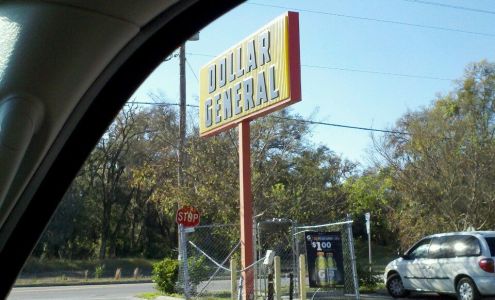 DOLLAR
GENERAL
STOP
$1.00